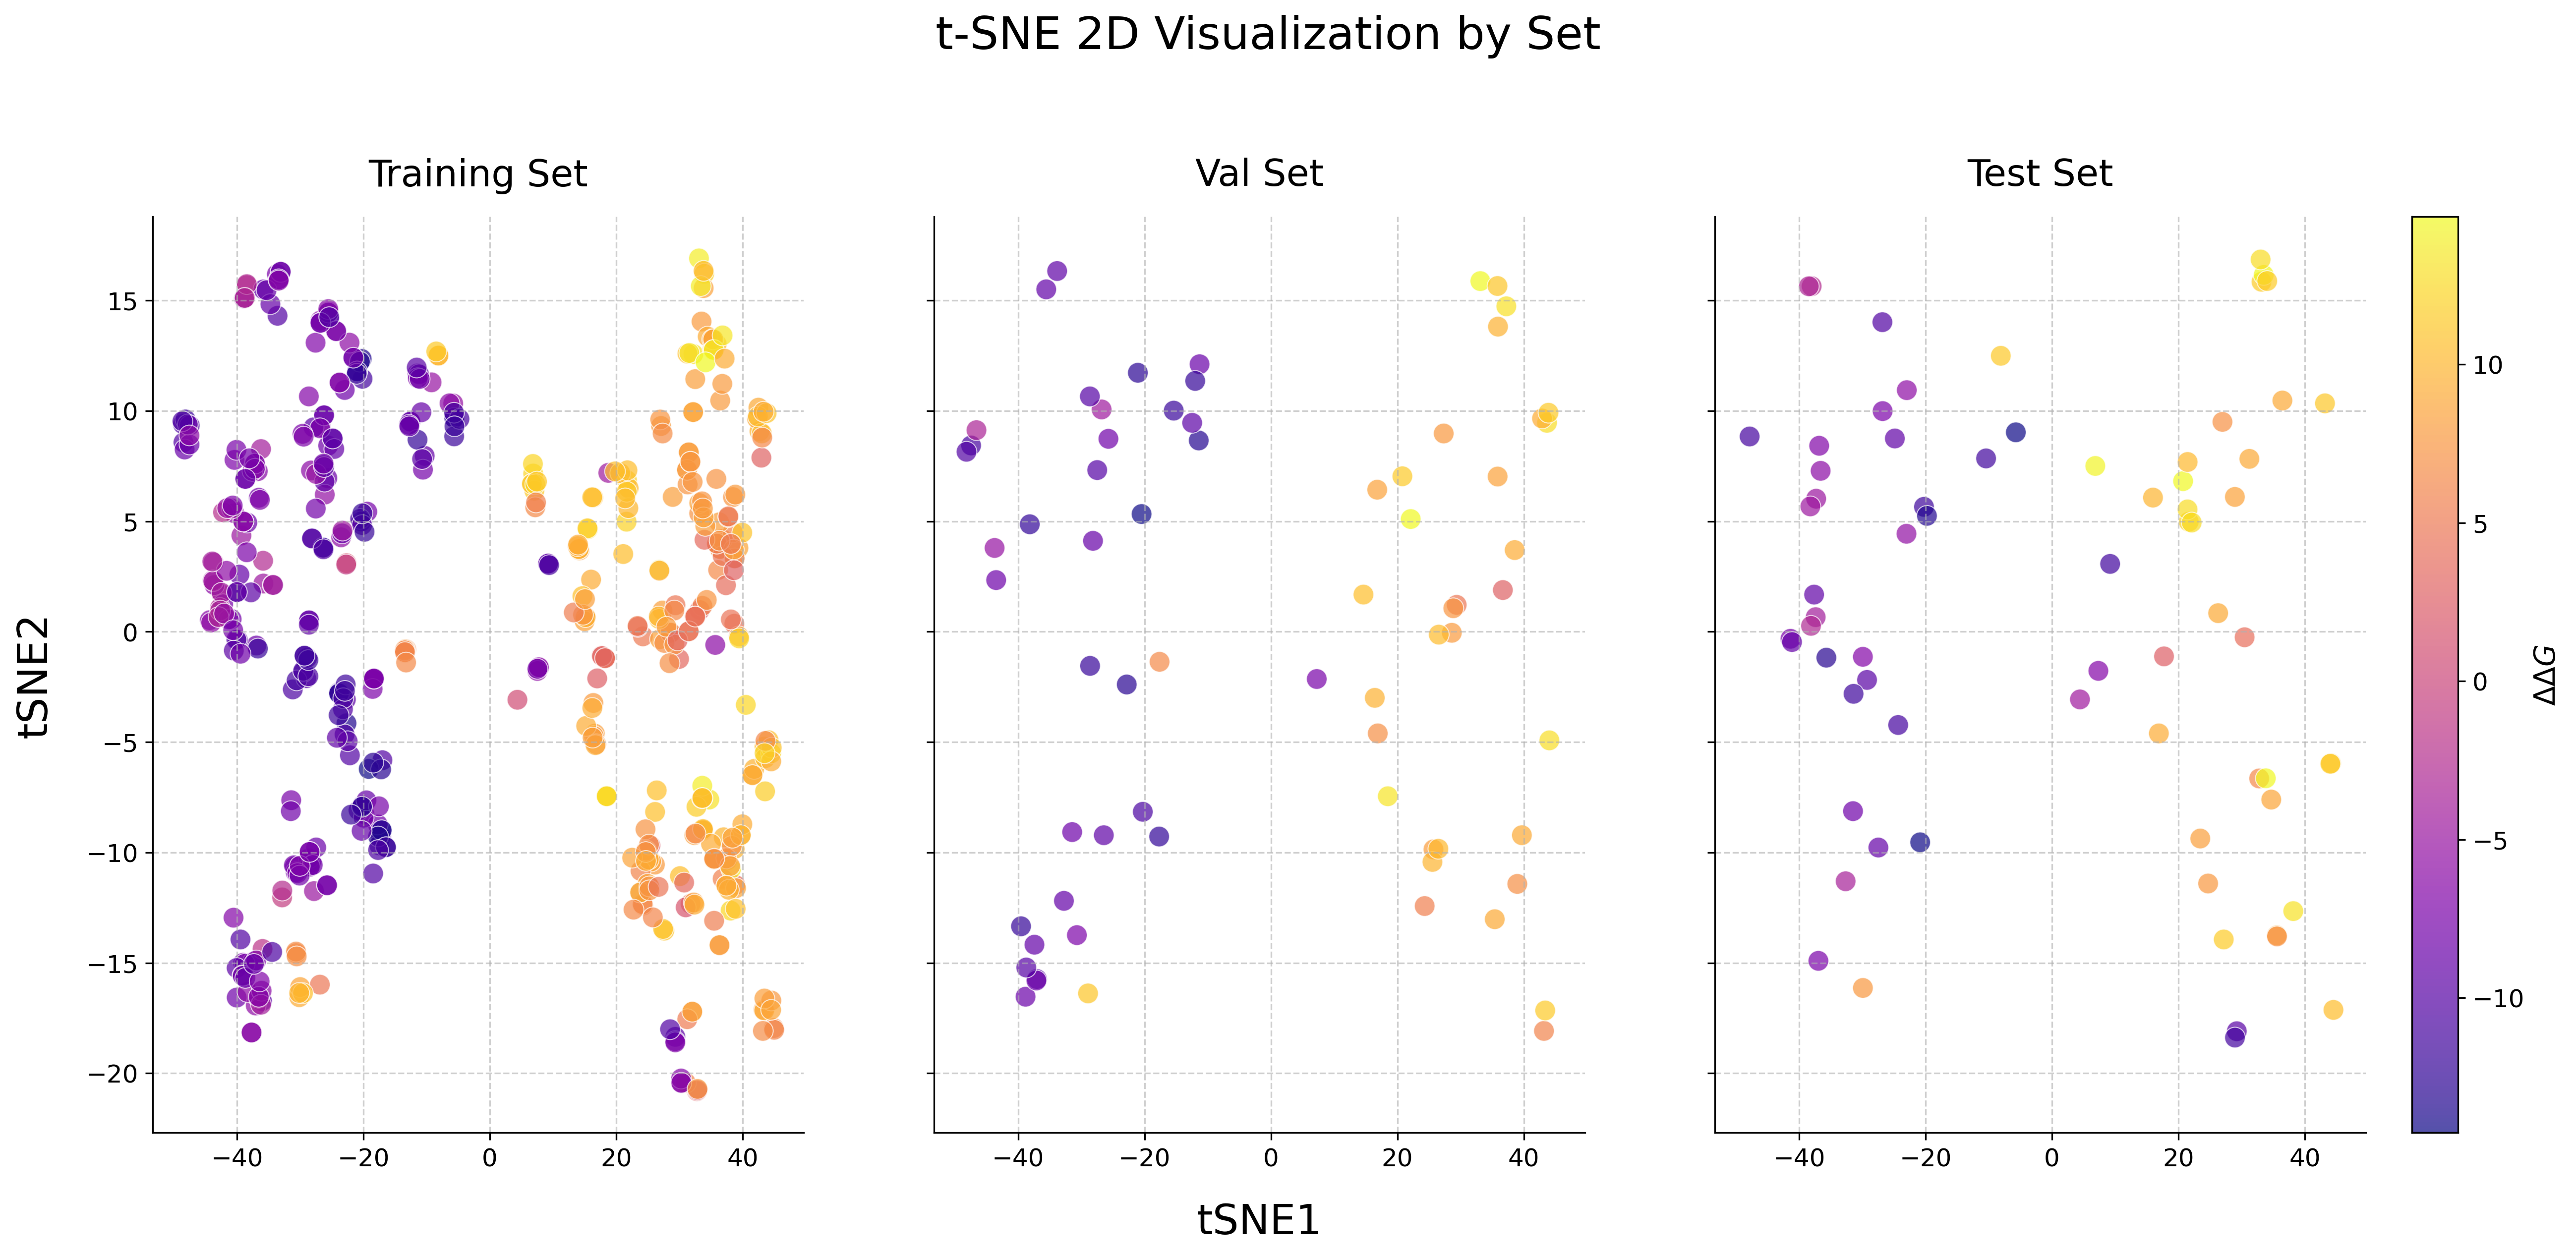 t-SNE 2D Visualization by Set
Training Set
Val Set
Test Set
tSNE2
15
10
5
0
−5
−10
−15
−20
−40 −20 0 20 40
−40 −20 0 20 40
−40 −20 0 20 40
tSNE1
10
5
0
−5
−10
ΔΔG